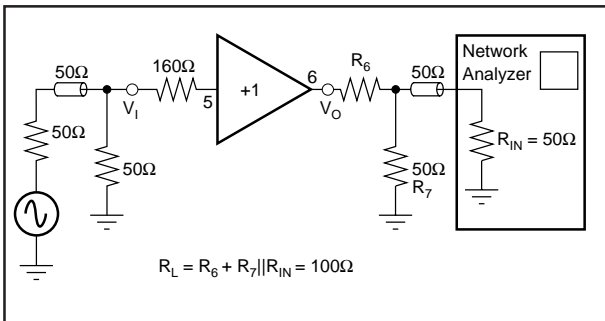 Network
Analyzer
50Ω
160Ω
R6
50Ω
5
+1
6
VI
VO
50Ω
50Ω
50Ω
R7
RIN = 50Ω
RL = R6 + R7||RIN = 100Ω